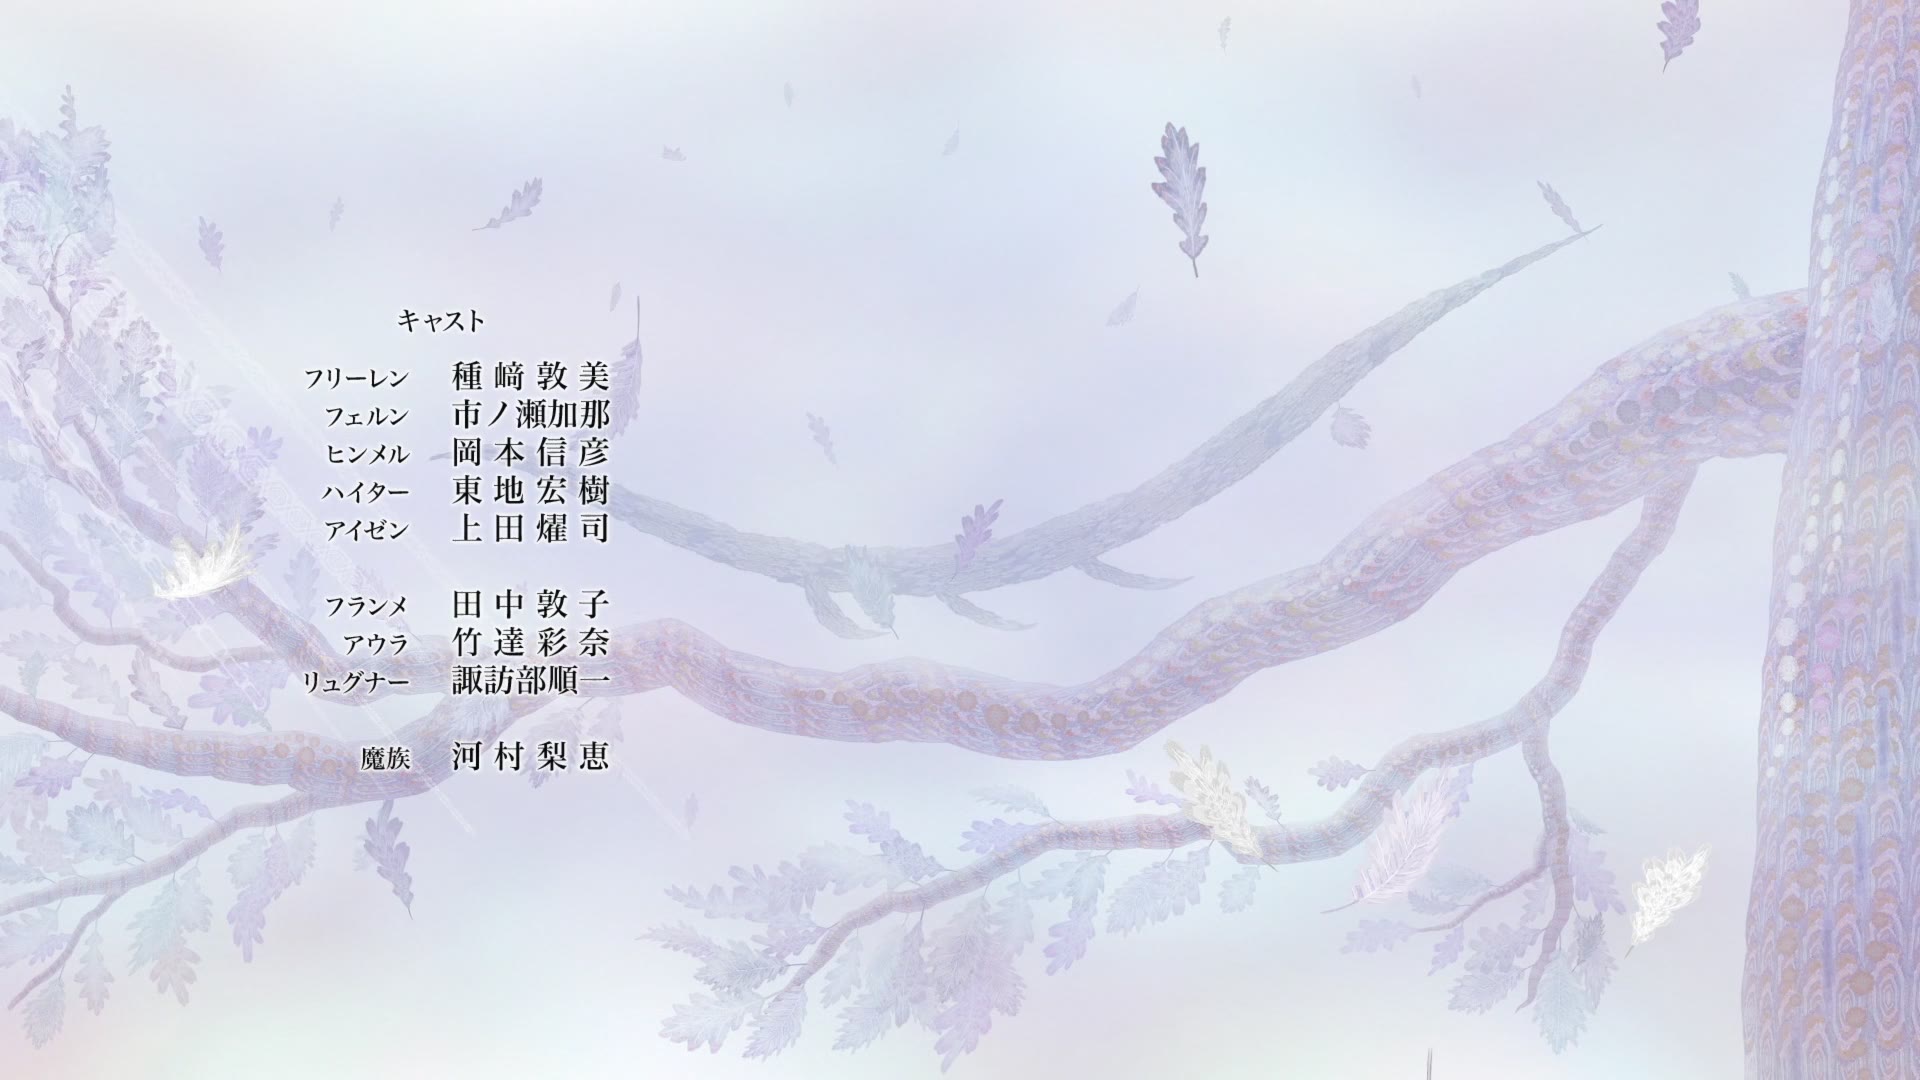 キャスト
フリーレン 種﨑敦美
フェルン 市ノ瀬加那
ヒンメル 岡本信彦
ハイター 東地宏樹
アイゼン 上田燿司
フランメ 田中敦子
アウラ 竹達彩奈
リュグナー 諏訪部順一
魔族 河村梨恵